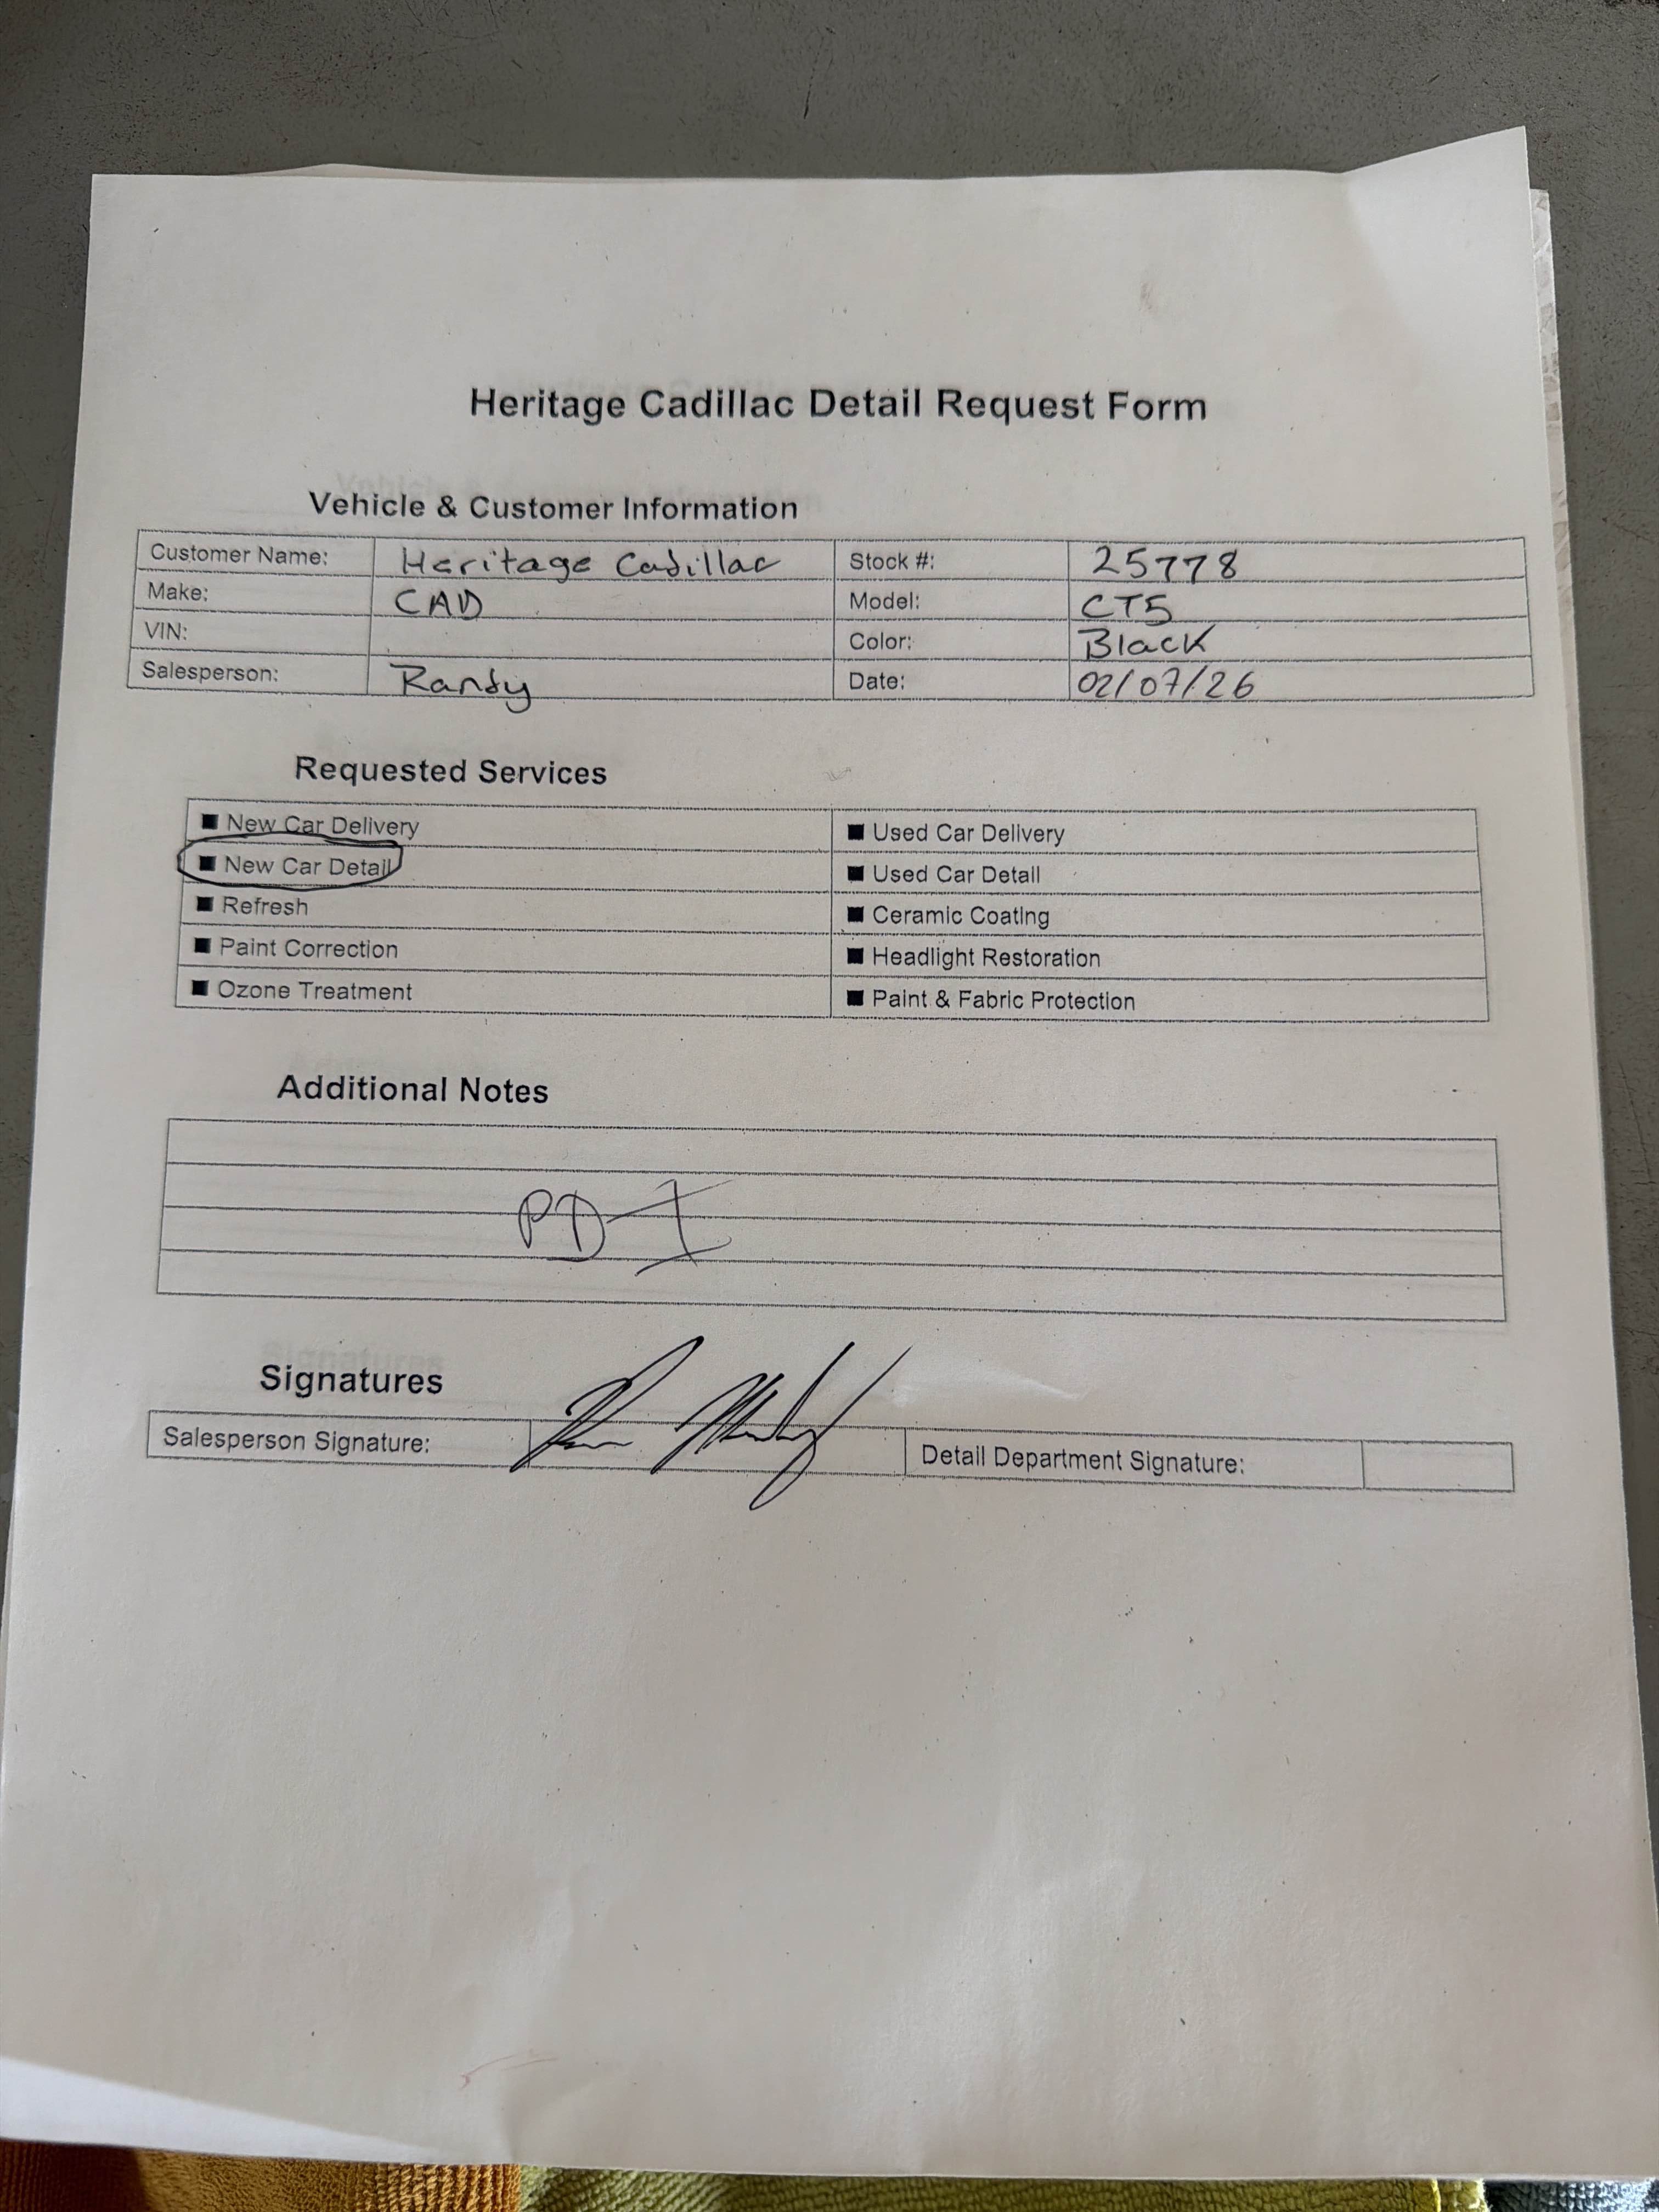 Heritage Cadillac Detail Request Form
Vehicle & Customer Information
Customer Name: Heritage Cadillac Stock #: 25778
Make: CAD Model: CT5
VIN: Color: Black
Salesperson: Randy Date: 02/07/26
Requested Services
■ New Car Delivery ■ Used Car Delivery
■ New Car Detail ■ Used Car Detail
■ Refresh ■ Ceramic Coating
■ Paint Correction ■ Headlight Restoration
■ Ozone Treatment ■ Paint & Fabric Protection
Additional Notes
PD-I
Signatures
Salesperson Signature: Detail Department Signature: